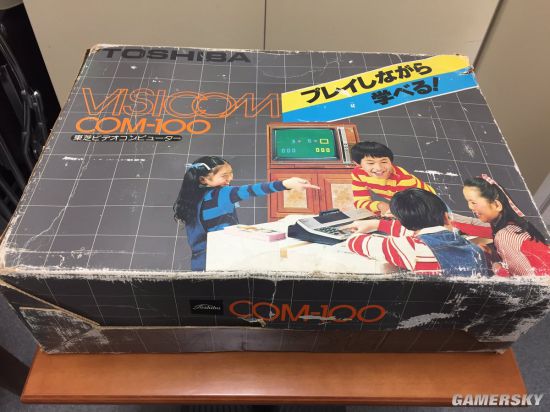 TOSHIBA
VISICOM
COM-100
東芝ビデオコンピューター
プレイしながら
学べる!
Toshiba
COM-100
GAMERSKY